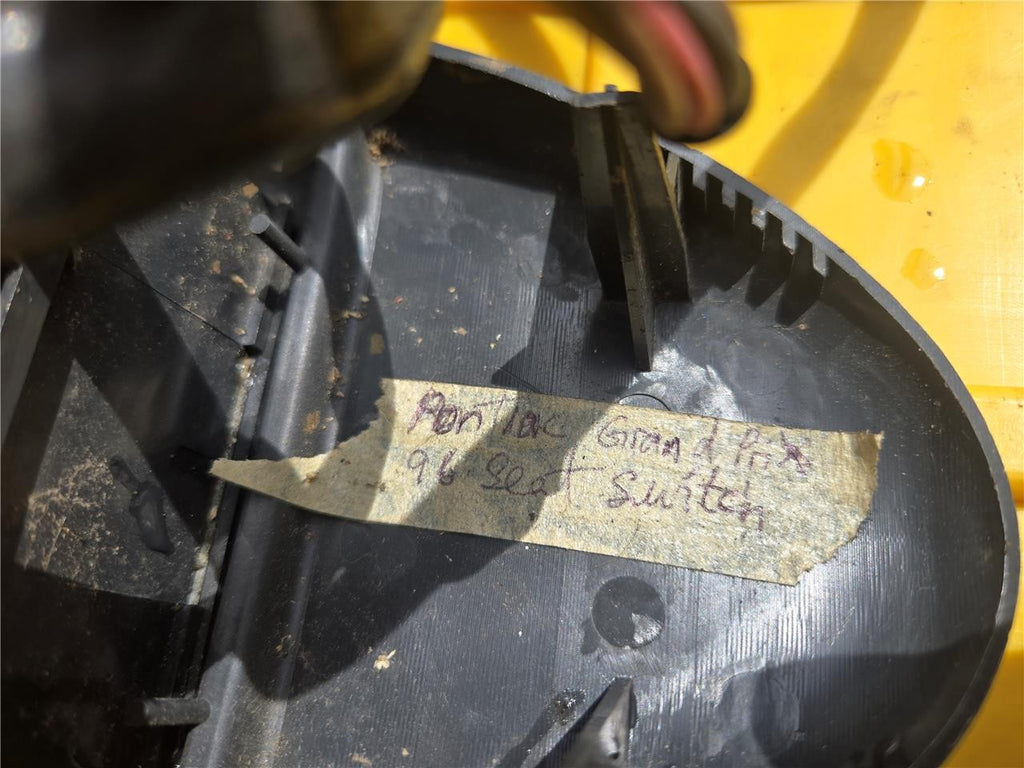 Pontiac Grand Prix
96 Seat Switch